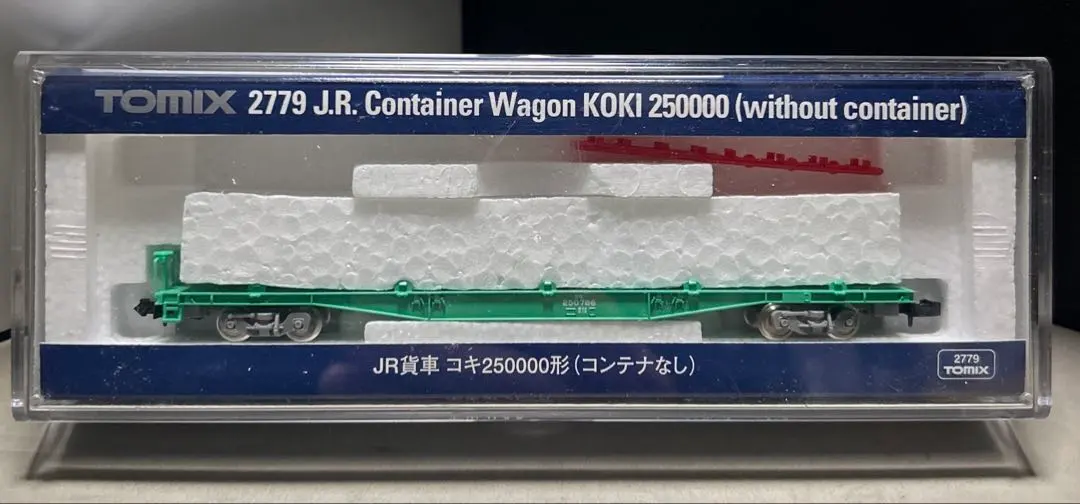 TOMIX 2779 J.R. Container Wagon KOKI 250000 (without container)
250786
JR貨車 コキ250000形(コンテナなし)
2779
TOMIX